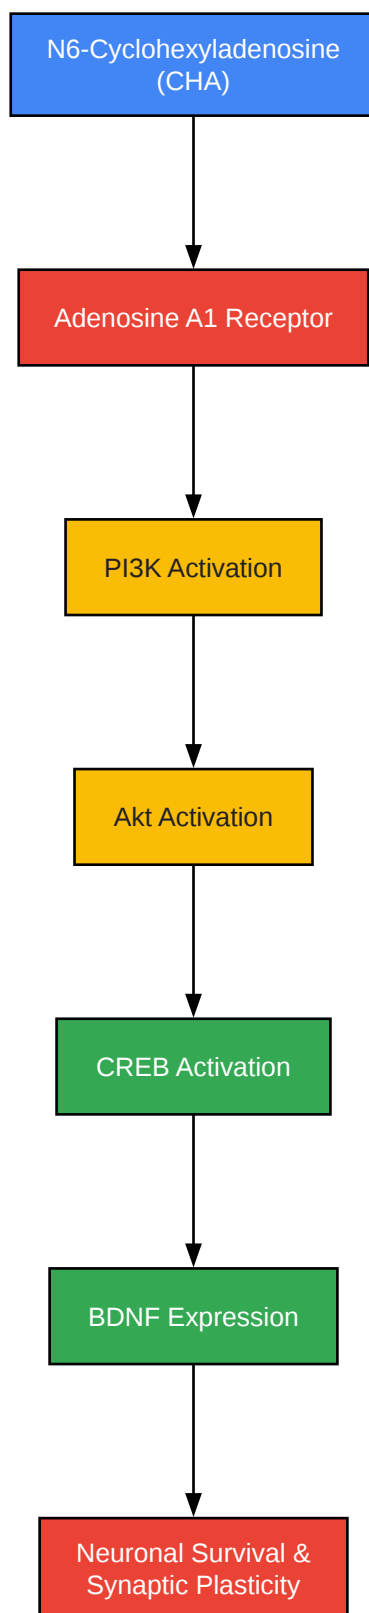 N6-Cyclohexyladenosine
(CHA)
Adenosine A1 Receptor
PI3K Activation
Akt Activation
CREB Activation
BDNF Expression
Neuronal Survival &
Synaptic Plasticity